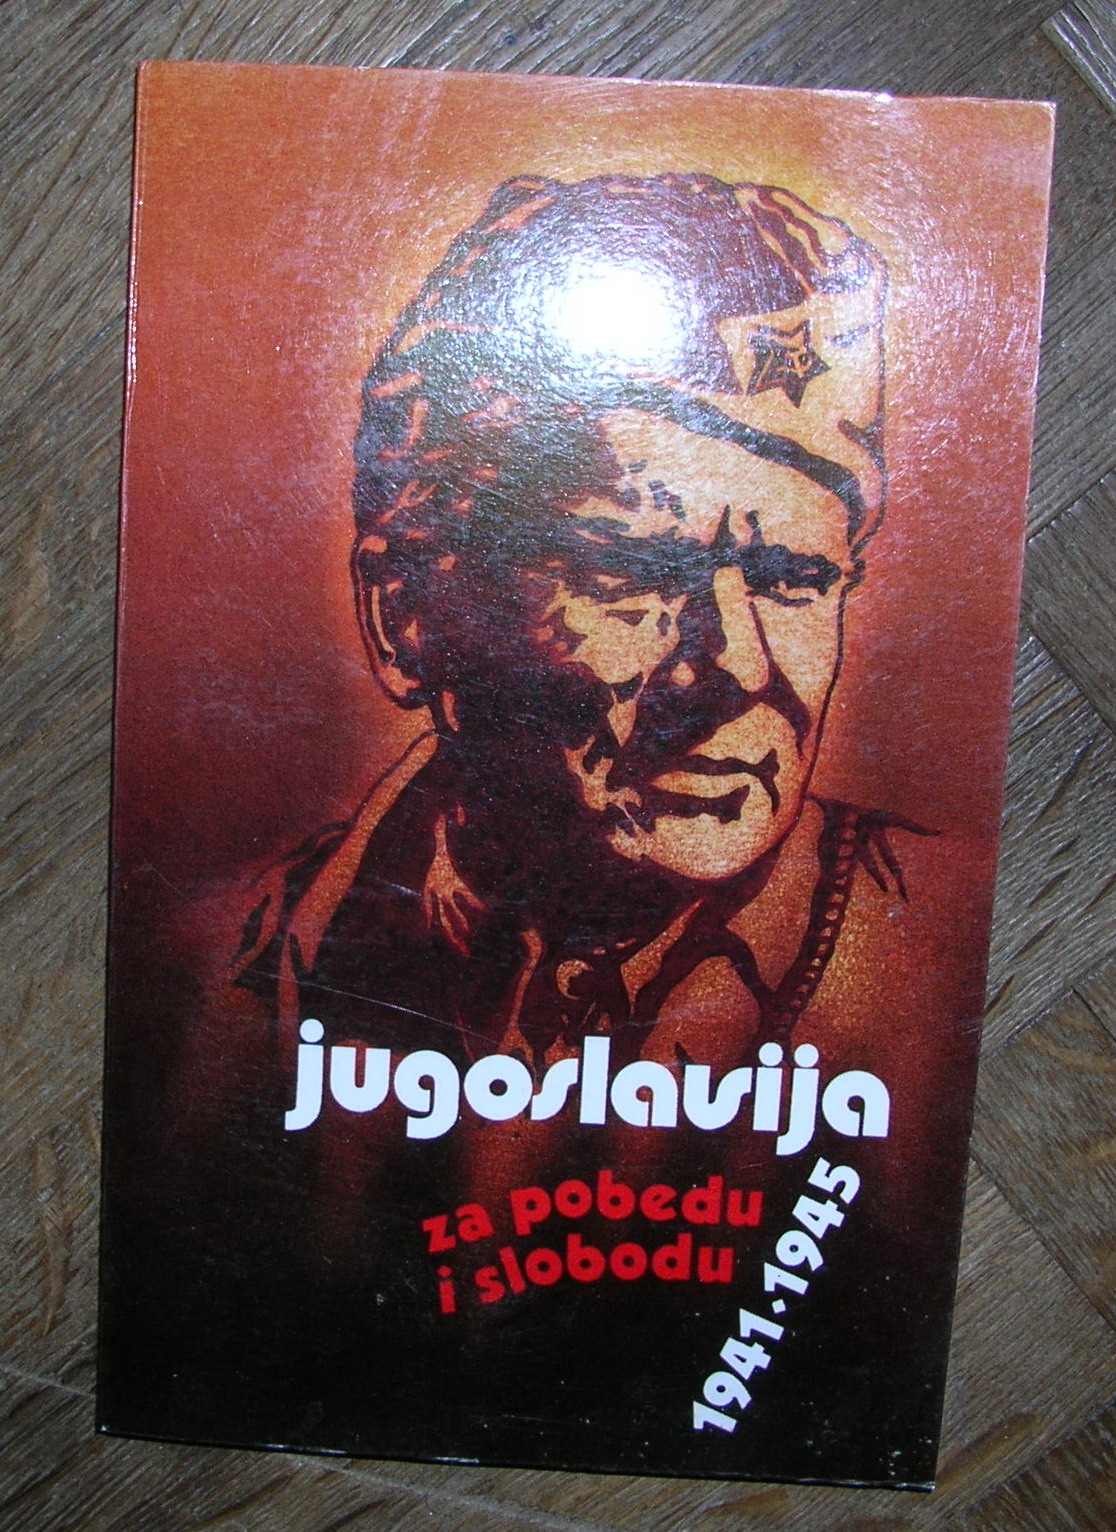 jugoslavija
za pobedu
i slobodu
1941·1945